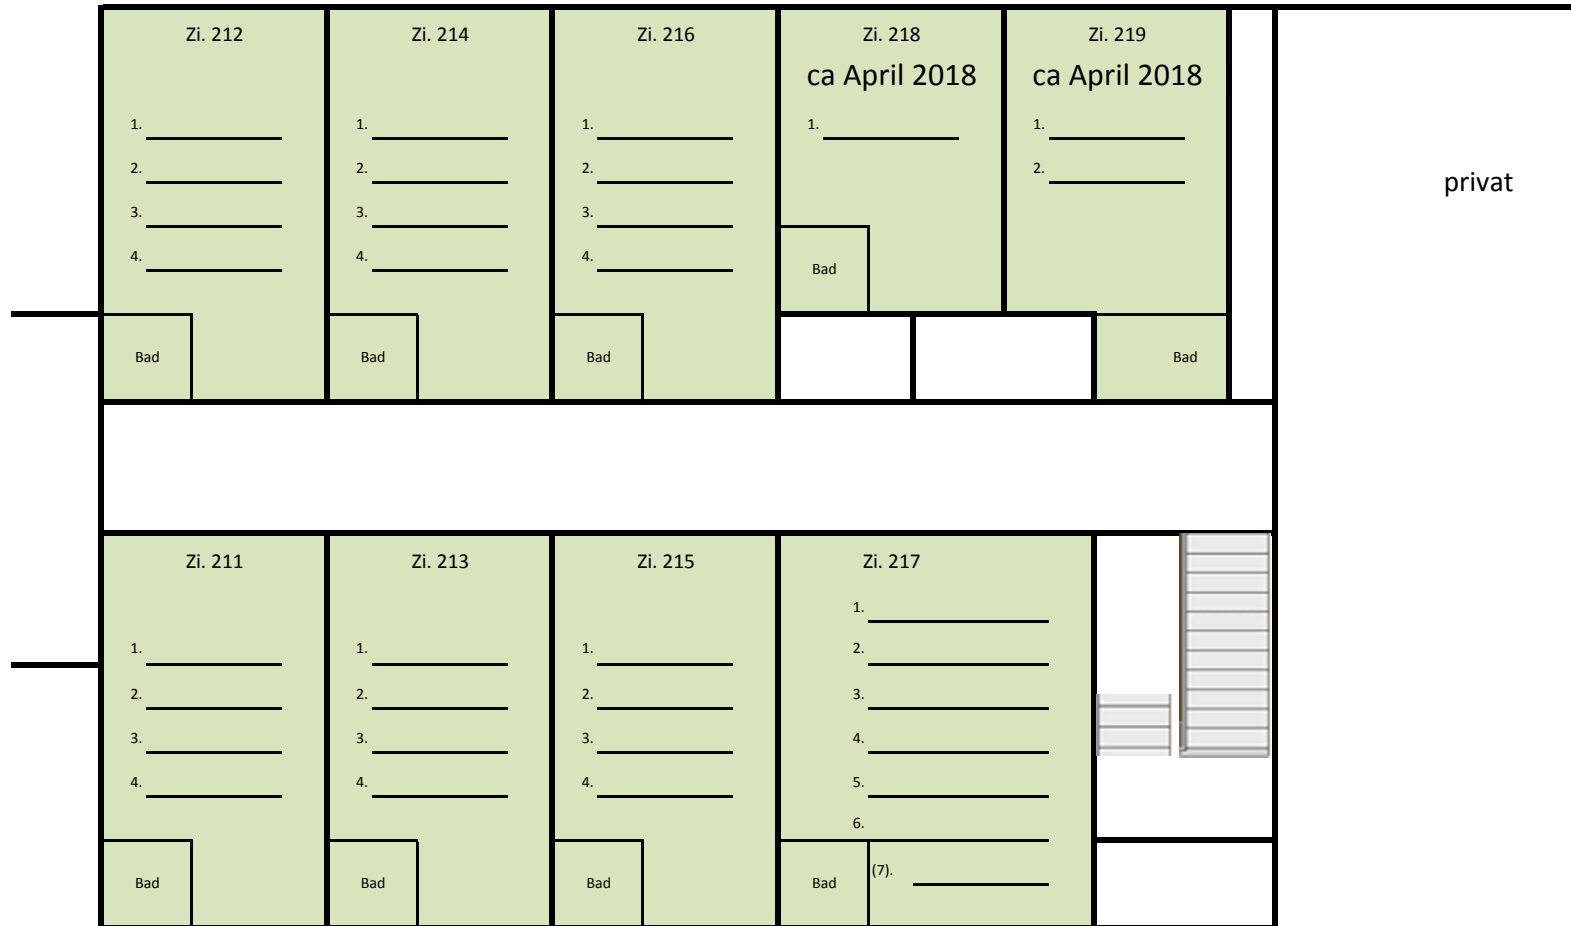 Zi. 212
Zi. 214
Zi. 216
Zi. 218
Zi. 219
ca April 2018
ca April 2018
1.
1.
1.
1.
1.
2.
2.
2.
2.
privat
3.
3.
3.
4.
4.
4.
Bad
Bad
Bad
Bad
Bad
Zi. 211
Zi. 213
Zi. 215
Zi. 217
1.
1.
1.
1.
2.
2.
2.
2.
3.
3.
3.
3.
4.
4.
4.
4.
5.
6.
(7).
Bad
Bad
Bad
Bad